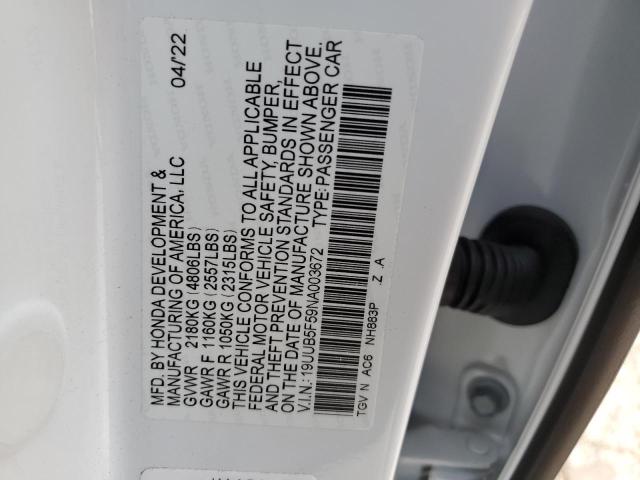 MFD. BY HONDA DEVELOPMENT & 04/'22
MANUFACTURING OF AMERICA, LLC
GVWR 2180KG (4806LBS)
GAWR F 1160KG (2557LBS)
GAWR R 1050KG (2315LBS)
THIS VEHICLE CONFORMS TO ALL APPLICABLE
FEDERAL MOTOR VEHICLE SAFETY, BUMPER,
AND THEFT PREVENTION STANDARDS IN EFFECT
ON THE DATE OF MANUFACTURE SHOWN ABOVE.
V.I.N.: 19UUB5F59NA003672 TYPE: PASSENGER CAR
TGV N AC6 NH883P .Z .A